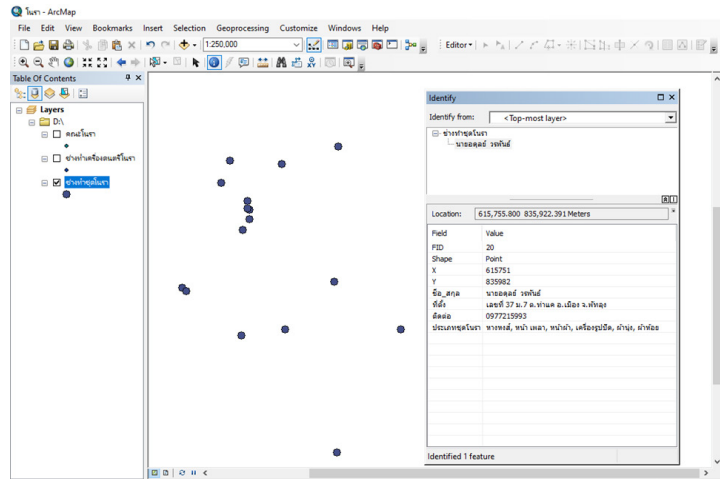 โนรา - ArcMap
File Edit View Bookmarks Insert Selection Geoprocessing Customize Windows Help
1:250,000
Editor
Table Of Contents
Layers
D:\
คณะโนรา
ช่างทำเครื่องดนตรีโนรา
ช่างทำชุดโนรา
Identify
Identify from: <Top-most layer>
ช่างทำชุดโนรา
นายอดุลย์ วรพันธ์
Location: 615,755.800 835,922.391 Meters
Field Value
FID 20
Shape Point
X 615751
Y 835982
ชื่อ_สกุล นายอดุลย์ วรพันธ์
ที่ตั้ง เลขที่ 37 ม.7 ต.ท่าแค อ.เมือง จ.พัทลุง
ติดต่อ 0977215993
ประเภทชุดโนรา หางหงส์, หน้า เพลา, หน้าผ้า, เครื่องรูปปัด, ผ้านุ่ง, ผ้าห้อย
Identified 1 feature